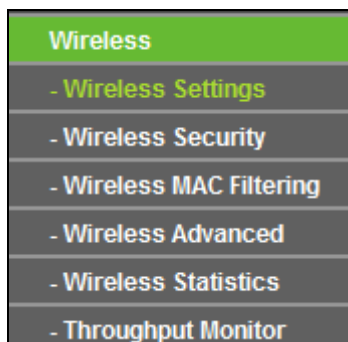 Wireless
- Wireless Settings
- Wireless Security
- Wireless MAC Filtering
- Wireless Advanced
- Wireless Statistics
- Throughput Monitor